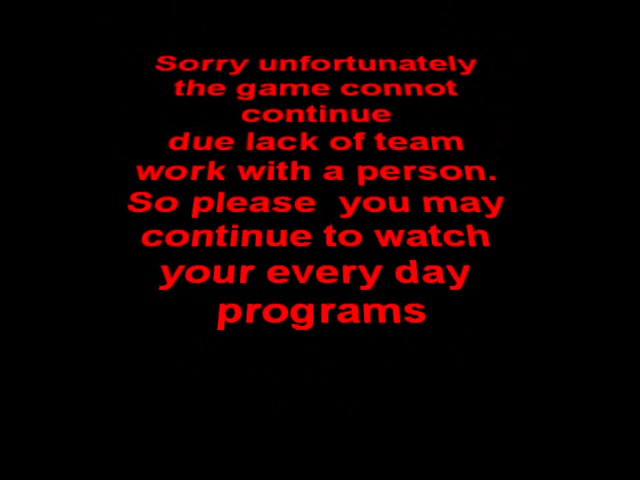 Sorry unfortunately
the game connot
continue
due lack of team
work with a person.
So please  you may
continue to watch
your every day
programs